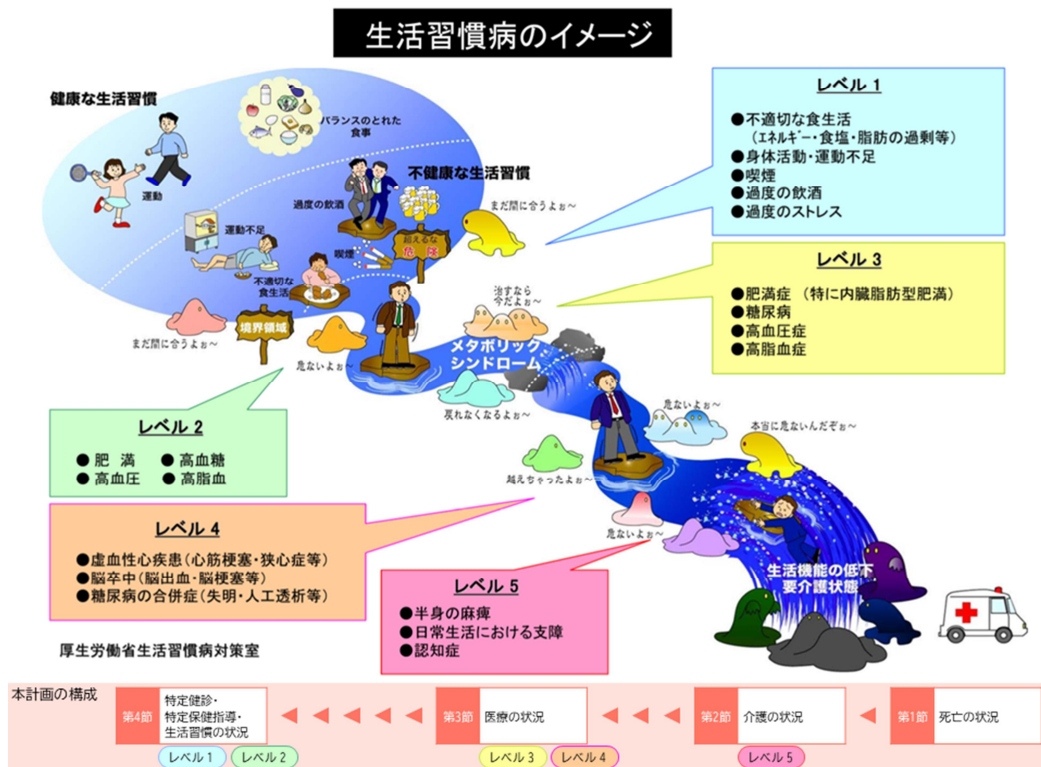 生活習慣病のイメージ
健康な生活習慣
バランスのとれた
食事
運動
不健康な生活習慣
過度の飲酒
運動不足
喫煙
超えるな
危険
不適切な
食生活
境界領域
まだ間に合うよぉ～
まだ間に合うよぉ～
危ないよぉ～
治すなら
今だよぉ～
メタボリック
シンドローム
戻れなくなるよぉ～
危ないよぉ～
越えちゃったよぉ～
本当に危ないんだぞぉ～
危ないよぉ～
生活機能の低下
要介護状態
レベル 1
●不適切な食生活
（エネルギー・食塩・脂肪の過剰等）
●身体活動・運動不足
●喫煙
●過度の飲酒
●過度のストレス
レベル 3
●肥満症 （特に内臓脂肪型肥満）
●糖尿病
●高血圧症
●高脂血症
レベル 2
● 肥 満 ● 高血糖
● 高血圧 ● 高脂血
レベル 4
●虚血性心疾患（心筋梗塞・狭心症等）
●脳卒中（脳出血・脳梗塞等）
●糖尿病の合併症（失明・人工透析等）
レベル 5
●半身の麻痺
●日常生活における支障
●認知症
厚生労働省生活習慣病対策室
本計画の構成
第4節
特定健診・
特定保健指導・
生活習慣の状況
第3節 医療の状況
第2節 介護の状況
第1節 死亡の状況
レベル 1 レベル 2 レベル 3 レベル 4 レベル 5